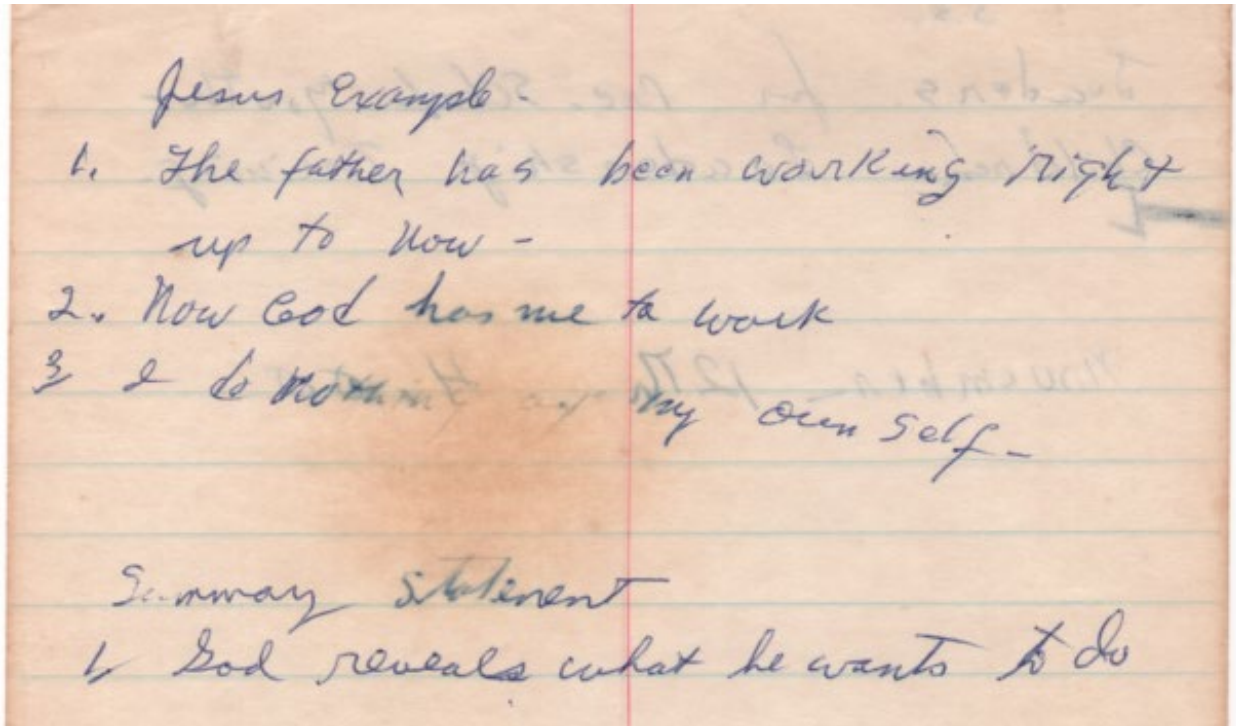 Jesus Example -
1. The father has been working right
up to now -
2. Now God has me to work
3 I do nothing my own self -
Summary statement
1. God reveals what he wants to do